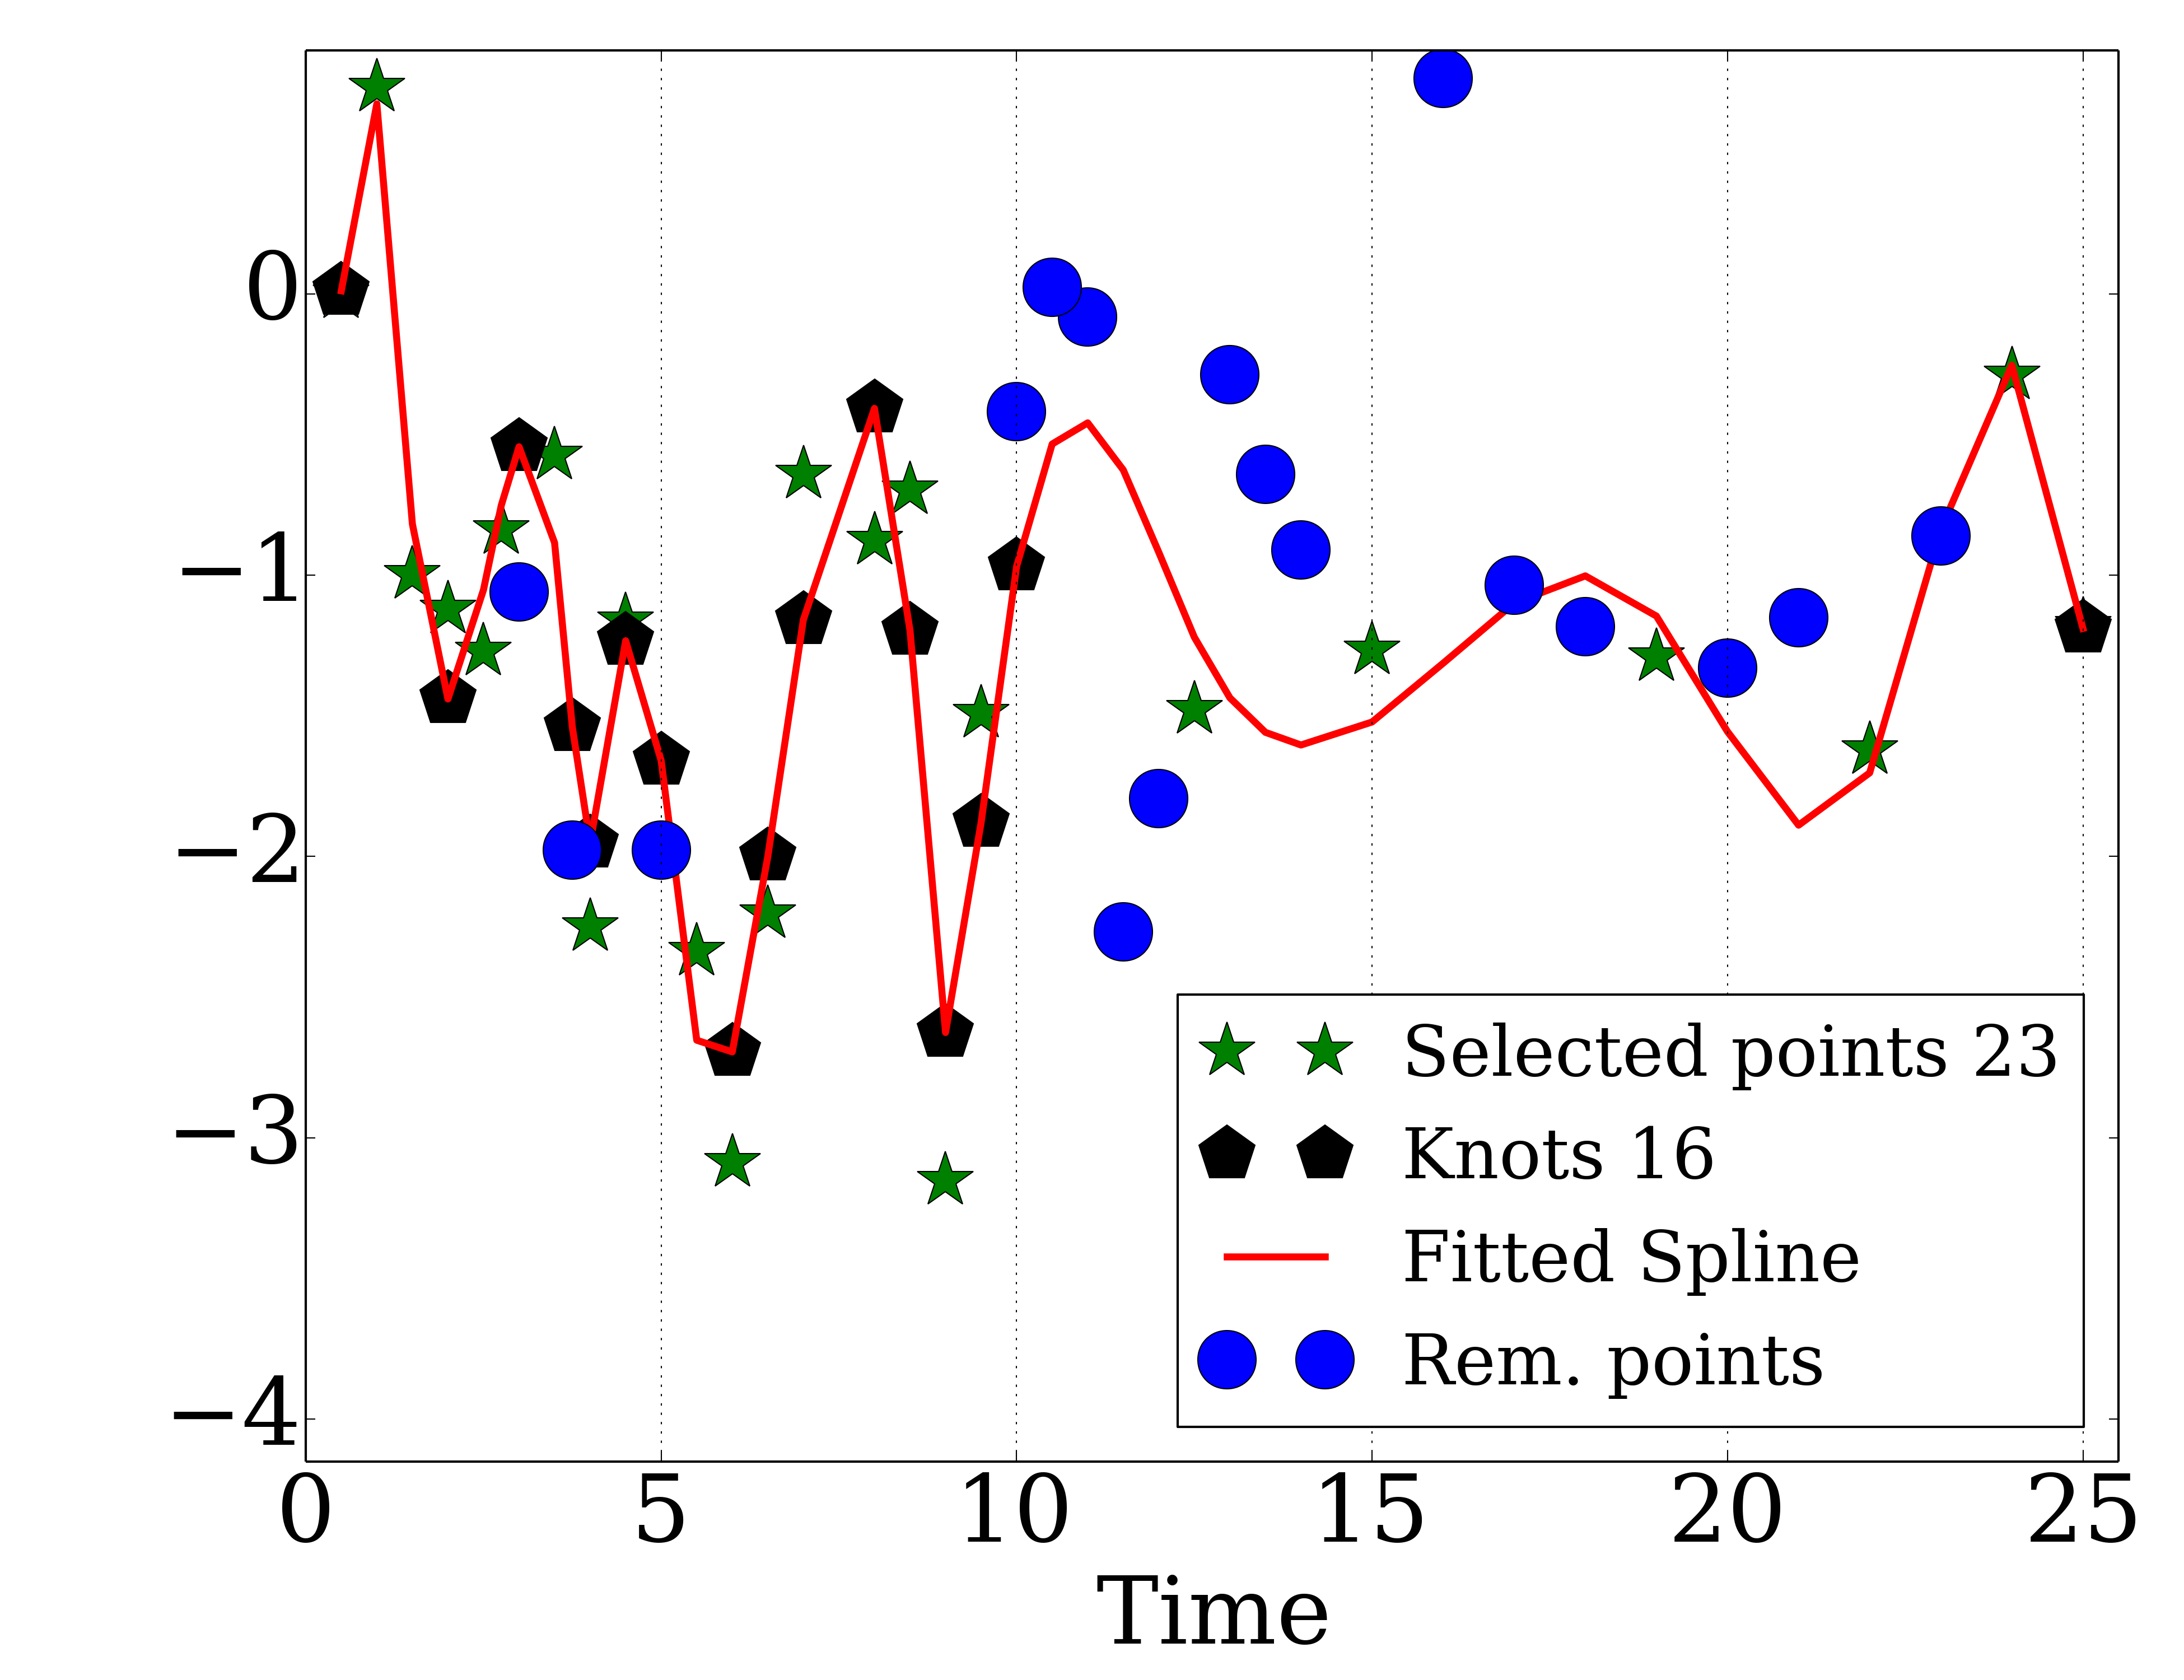 0
−1
−2
−3
−4
Selected points 23
Knots 16
Fitted Spline
Rem. points
0 5 10 15 20 25
Time